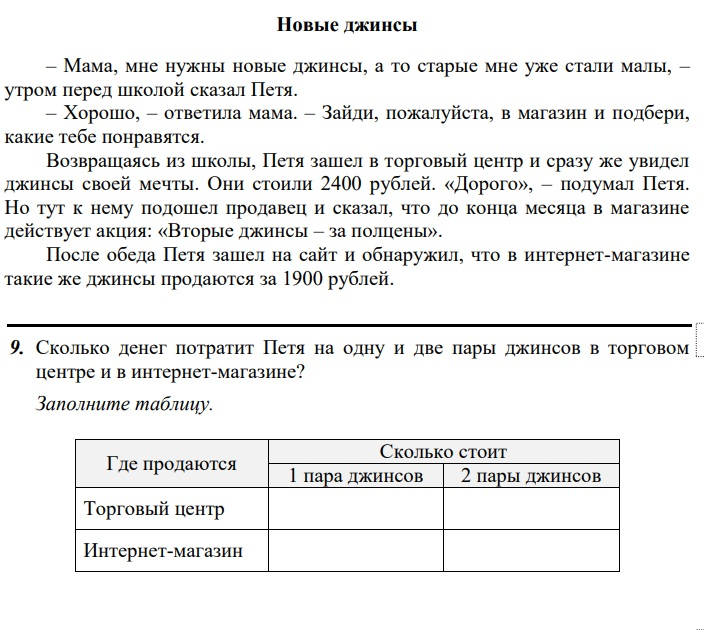 Новые джинсы
– Мама, мне нужны новые джинсы, а то старые мне уже стали малы, –
утром перед школой сказал Петя.
– Хорошо, – ответила мама. – Зайди, пожалуйста, в магазин и подбери,
какие тебе понравятся.
Возвращаясь из школы, Петя зашел в торговый центр и сразу же увидел
джинсы своей мечты. Они стоили 2400 рублей. «Дорого», – подумал Петя.
Но тут к нему подошел продавец и сказал, что до конца месяца в магазине
действует акция: «Вторые джинсы – за полцены».
После обеда Петя зашел на сайт и обнаружил, что в интернет-магазине
такие же джинсы продаются за 1900 рублей.
9. Сколько денег потратит Петя на одну и две пары джинсов в торговом
центре и в интернет-магазине?
Заполните таблицу.
Где продаются
Сколько стоит
1 пара джинсов
2 пары джинсов
Торговый центр
Интернет-магазин